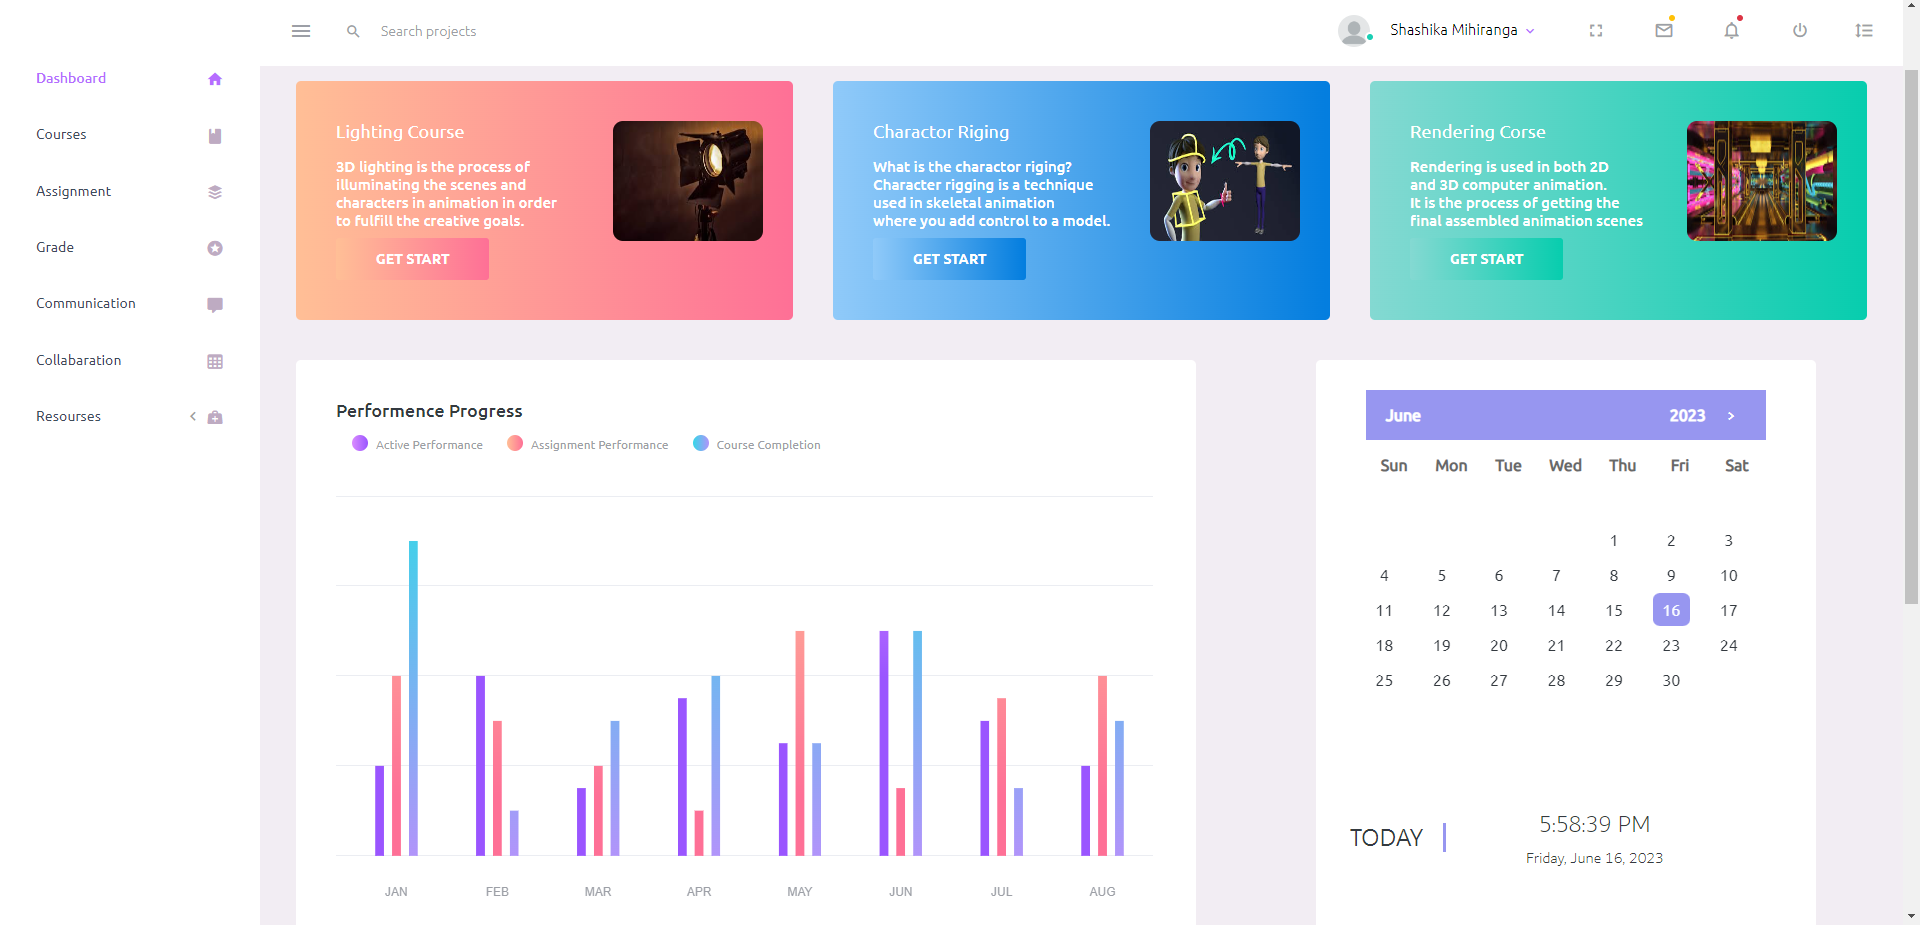 Search projects
Shashika Mihiranga
Dashboard
Courses
Assignment
Grade
Communication
Collabaration
Resourses
Lighting Course
3D lighting is the process of
illuminating the scenes and
characters in animation in order
to fulfill the creative goals.
GET START
Charactor Riging
What is the charactor riging?
Character rigging is a technique
used in skeletal animation
where you add control to a model.
GET START
Rendering Corse
Rendering is used in both 2D
and 3D computer animation.
It is the process of getting the
final assembled animation scenes
GET START
Performence Progress
Active Performance Assignment Performance Course Completion
JAN FEB MAR APR MAY JUN JUL AUG
June 2023
Sun Mon Tue Wed Thu Fri Sat
1 2 3
4 5 6 7 8 9 10
11 12 13 14 15 16 17
18 19 20 21 22 23 24
25 26 27 28 29 30
TODAY
5:58:39 PM
Friday, June 16, 2023